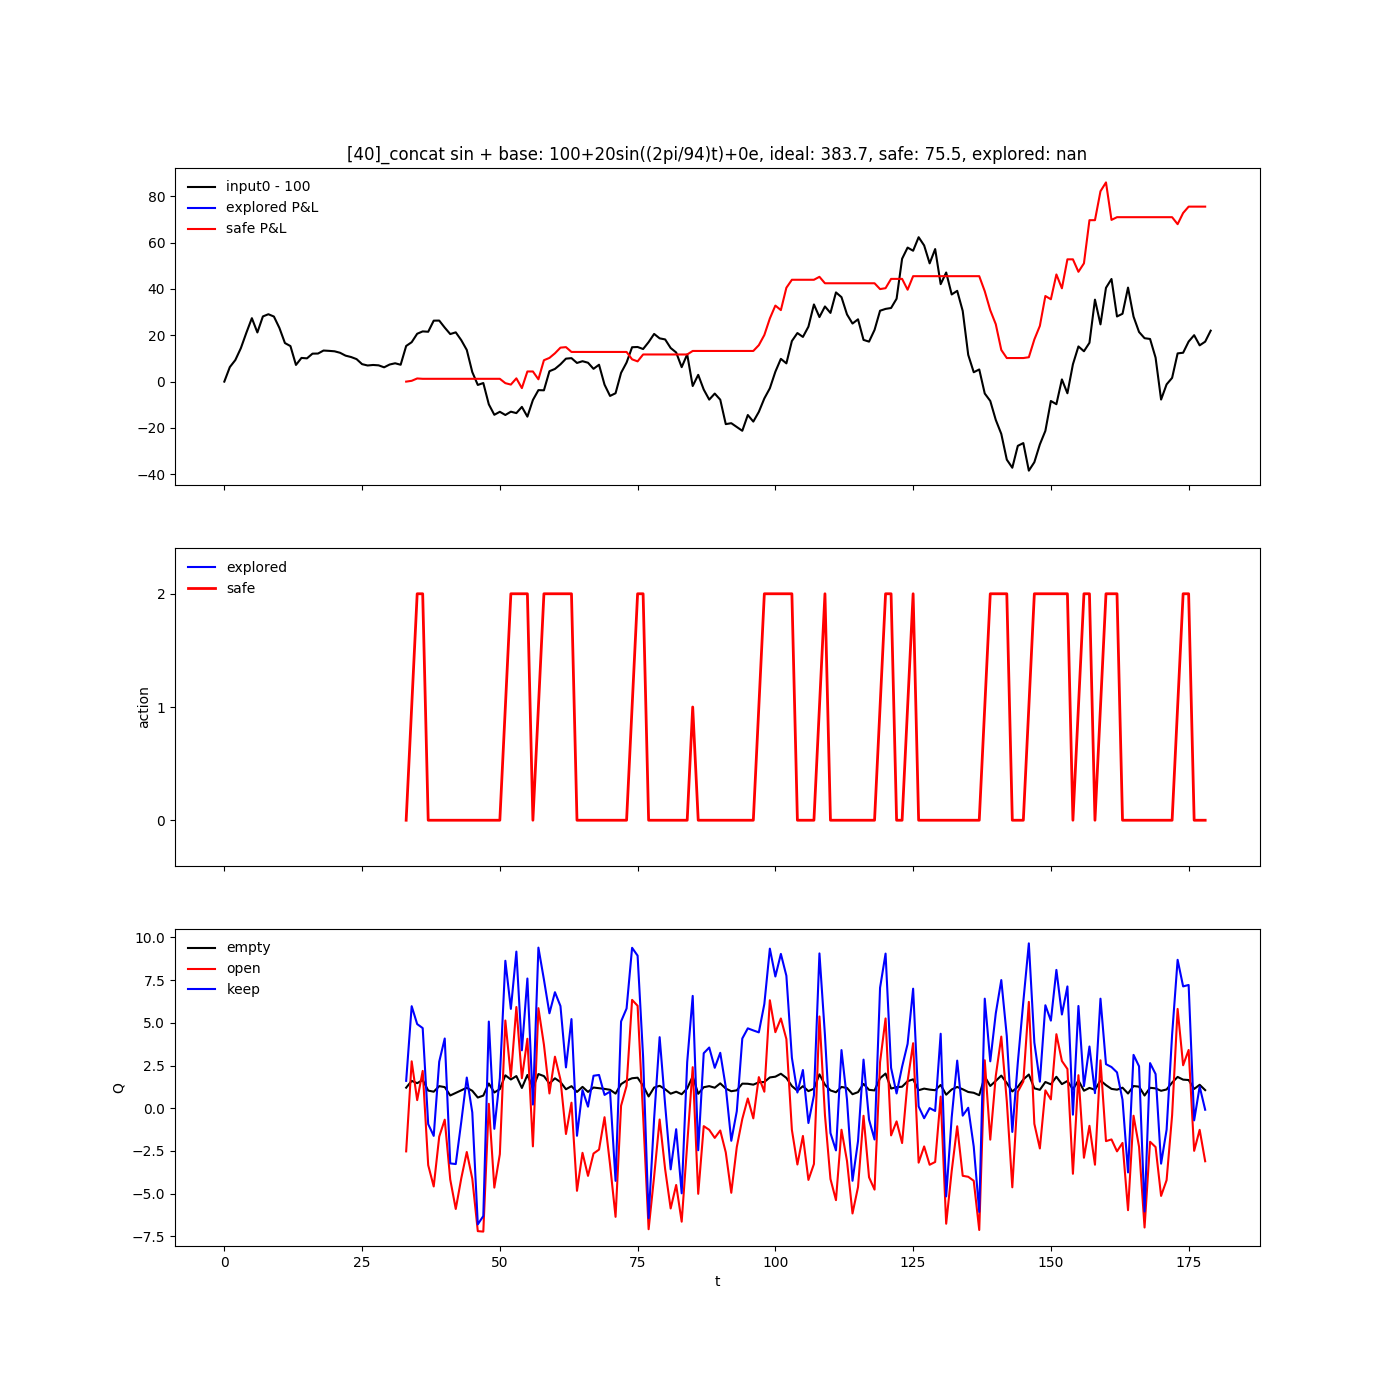 [40]_concat sin + base: 100+20sin((2pi/94)t)+0e, ideal: 383.7, safe: 75.5, explored: nan
input0 - 100
explored P&L
safe P&L
80
60
40
20
0
−20
−40
explored
safe
2
1
0
action
empty
open
keep
10.0
7.5
5.0
2.5
0.0
−2.5
−5.0
−7.5
Q
0
25
50
75
100
125
150
175
t